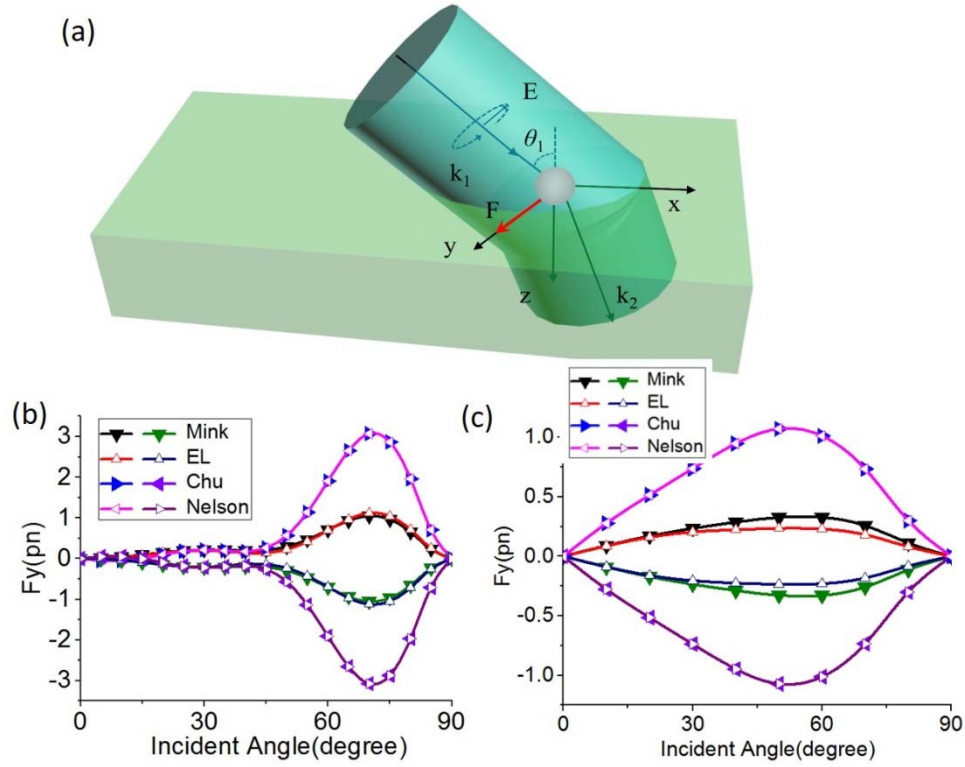 (a)
E
θ1
k1
x
F
y
z
k2
(b)
Mink
EL
Chu
Nelson
Fy(pn)
3
2
1
0
-1
-2
-3
0 30 60 90
Incident Angle(degree)
(c)
Mink
EL
Chu
Nelson
Fy(pn)
1.0
0.5
0.0
-0.5
-1.0
0 30 60 90
Incident Angle(degree)